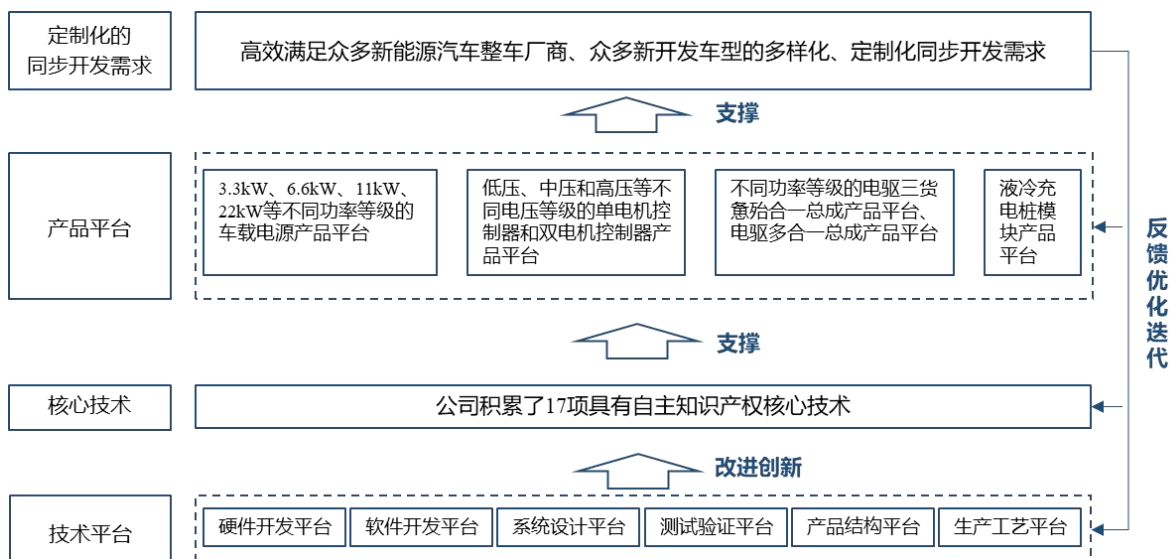 定制化的
同步开发需求
高效满足众多新能源汽车整车厂商、众多新开发车型的多样化、定制化同步开发需求
支撑
产品平台
3.3kW、6.6kW、11kW、
22kW等不同功率等级的
车载电源产品平台
低压、中压和高压等不
同电压等级的单电机控
制器和双电机控制器产
品平台
不同功率等级的电驱三货
惫殆合一总成产品平台、
电驱多合一总成产品平台
液冷充
电桩模
块产品
平台
反馈优化迭代
支撑
核心技术
公司积累了17项具有自主知识产权核心技术
改进创新
技术平台
硬件开发平台
软件开发平台
系统设计平台
测试验证平台
产品结构平台
生产工艺平台